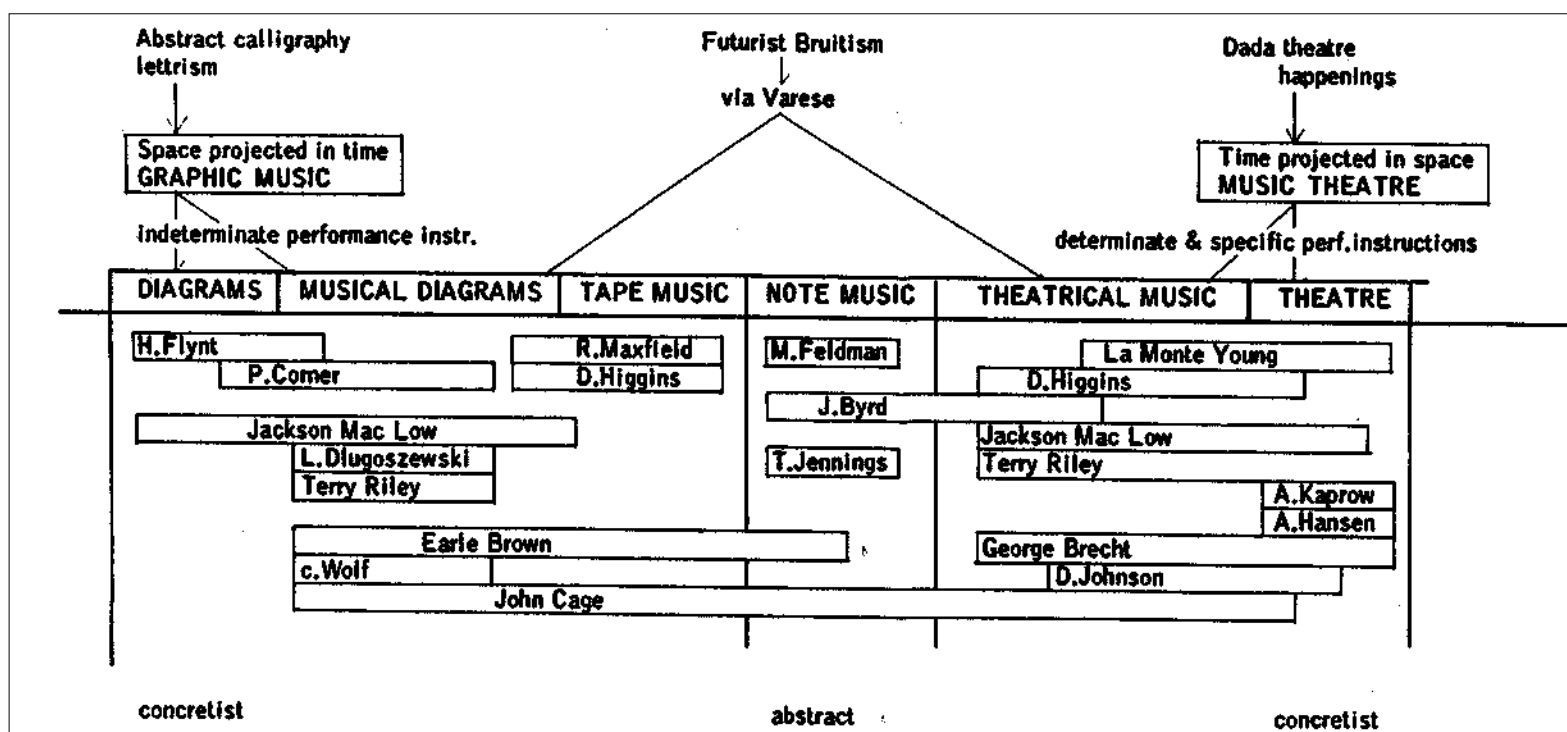 Abstract calligraphy
lettrism
Futurist Bruitism
via Varese
Dada theatre
happenings
Space projected in time
GRAPHIC MUSIC
Time projected in space
MUSIC THEATRE
indeterminate performance instr.
determinate & specific perf.instructions
DIAGRAMS
MUSICAL DIAGRAMS
TAPE MUSIC
NOTE MUSIC
THEATRICAL MUSIC
THEATRE
H.Flynt
R.Maxfield
M.Feldman
La Monte Young
P.Corner
D.Higgins
D.Higgins
J.Byrd
Jackson Mac Low
Jackson Mac Low
L.Dlugoszewski
T.Jennings
Terry Riley
Terry Riley
A.Kaprow
A.Hansen
Earle Brown
George Brecht
c.Wolf
D.Johnson
John Cage
concretist
abstract
concretist